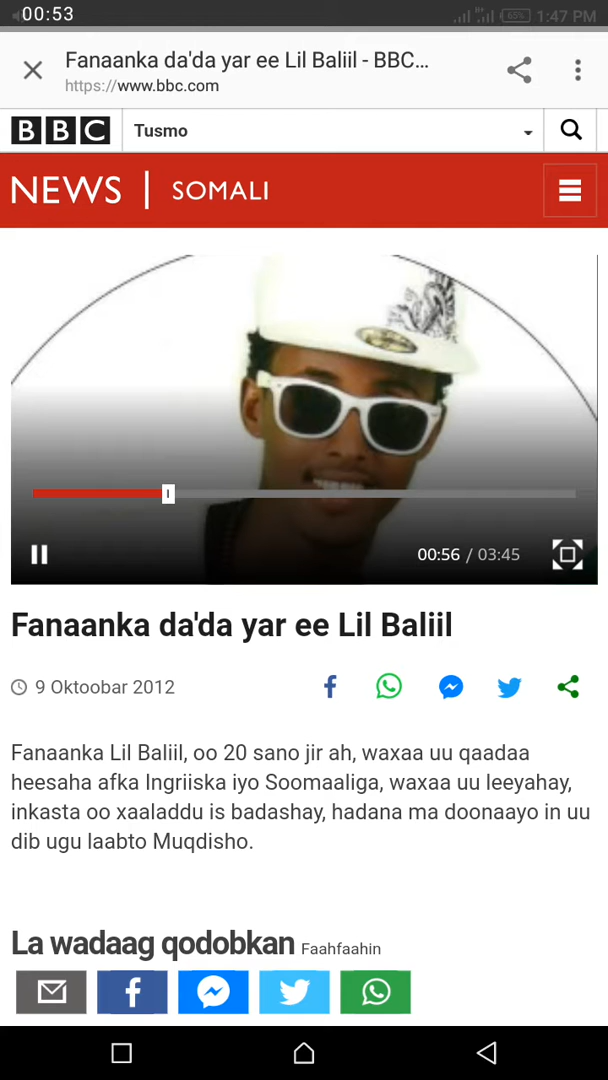 00:53
65% 1:47 PM
Fanaanka da'da yar ee Lil Baliil - BBC...
https://www.bbc.com
BBC Tusmo
NEWS | SOMALI
00:56 / 03:45
Fanaanka da'da yar ee Lil Baliil
9 Oktoobar 2012
Fanaanka Lil Baliil, oo 20 sano jir ah, waxaa uu qaadaa
heesaha afka Ingriiska iyo Soomaaliga, waxaa uu leeyahay,
inkasta oo xaaladdu is badashay, hadana ma doonaayo in uu
dib ugu laabto Muqdisho.
La wadaag qodobkan Faahfaahin